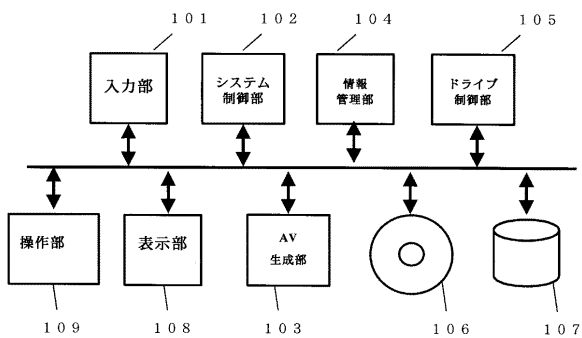 １０１
１０２
１０４
１０５
入力部
システム
制御部
情報
管理部
ドライブ
制御部
操作部
表示部
AV
生成部
１０９
１０８
１０３
１０６
１０７